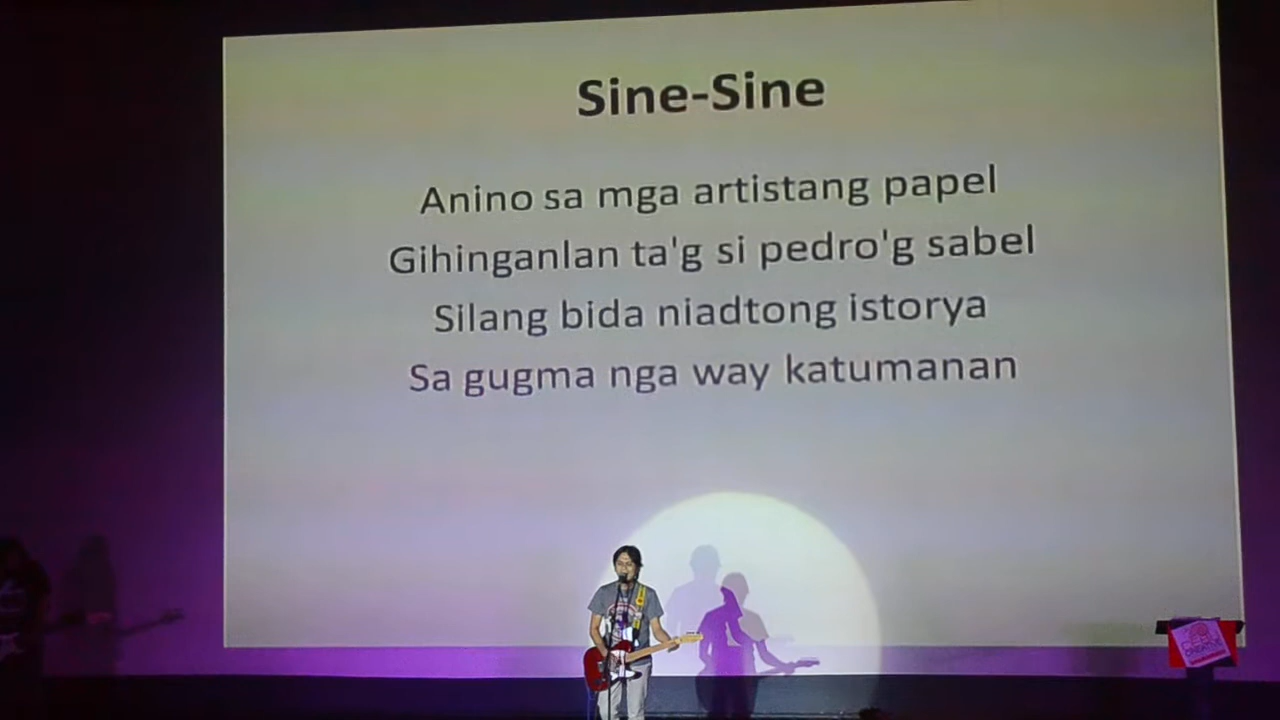 Sine-Sine
Anino sa mga artistang papel
Gihinganlan ta'g si pedro'g sabel
Silang bida niadtong istorya
Sa gugma nga way katumanan